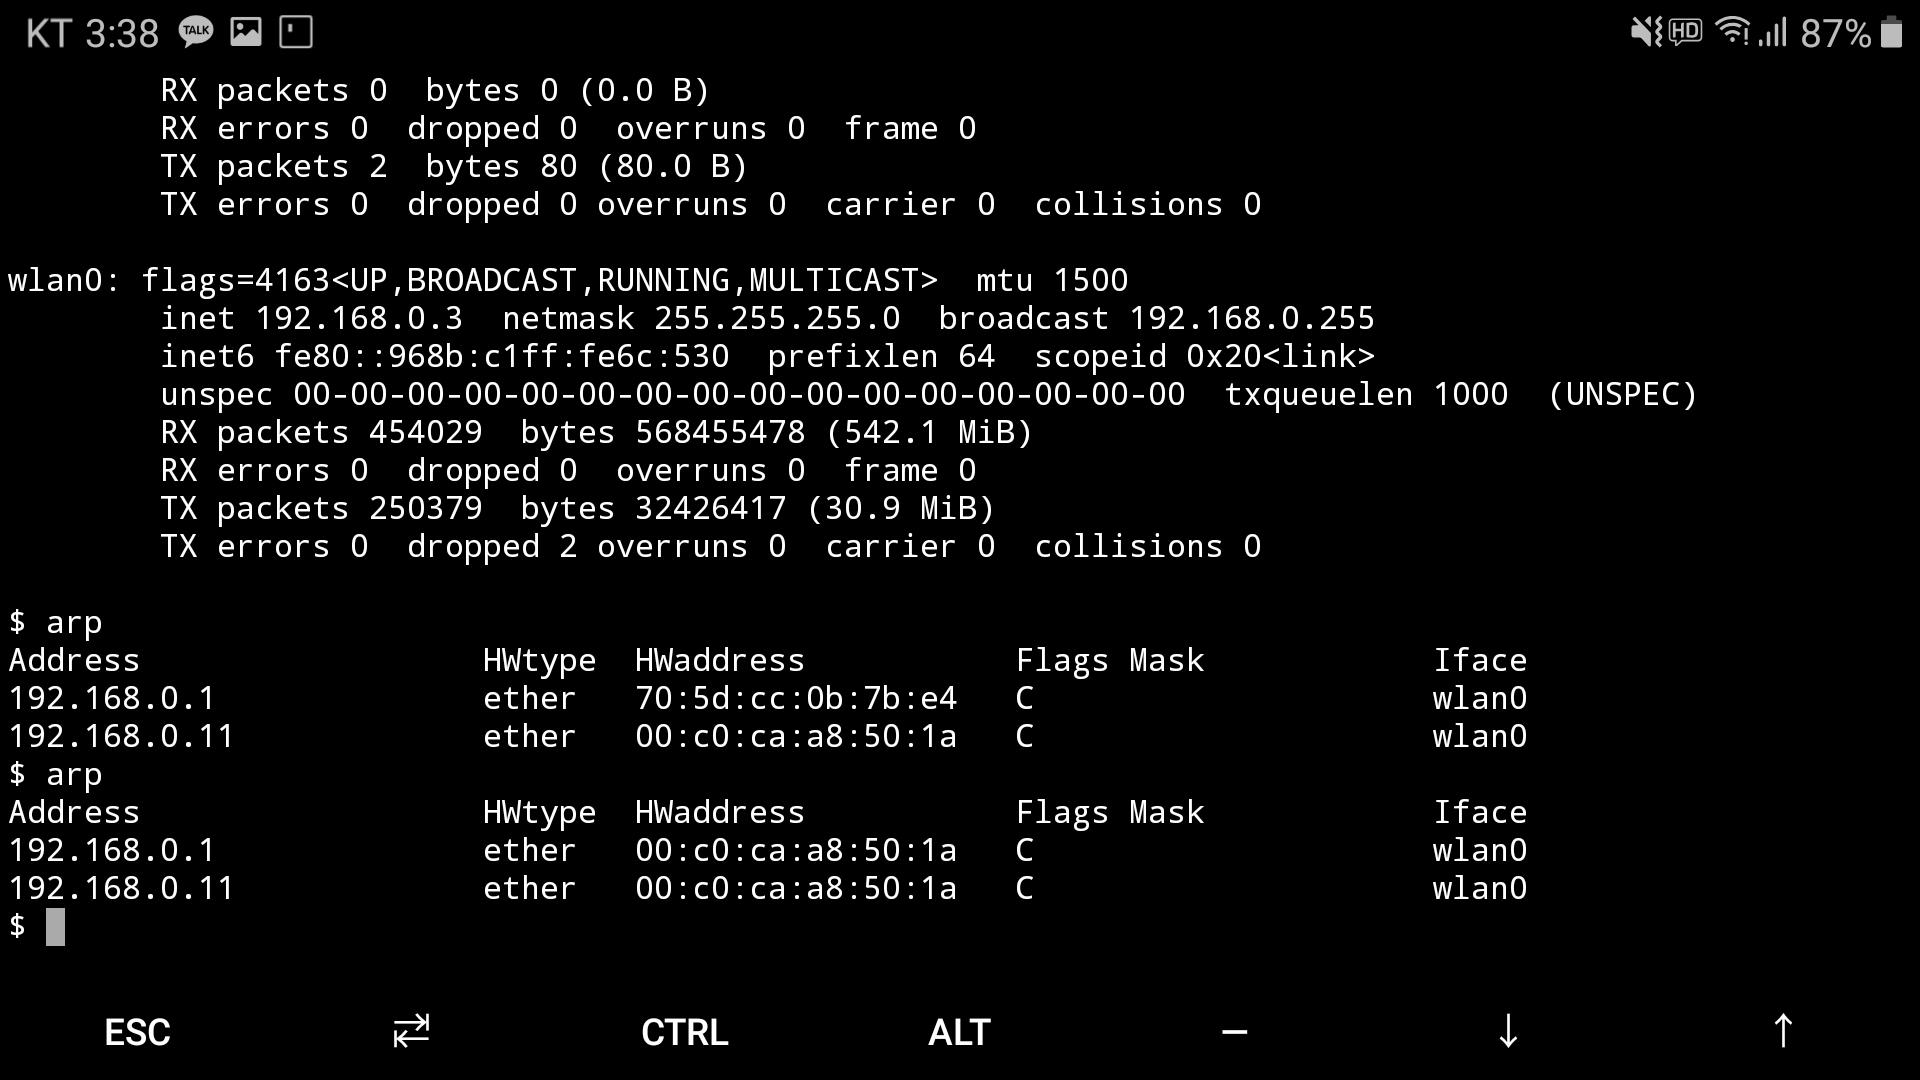 KT 3:38 TALK HD 87%
RX packets 0  bytes 0 (0.0 B)
RX errors 0  dropped 0  overruns 0  frame 0
TX packets 2  bytes 80 (80.0 B)
TX errors 0  dropped 0 overruns 0  carrier 0  collisions 0
wlan0: flags=4163<UP,BROADCAST,RUNNING,MULTICAST>  mtu 1500
inet 192.168.0.3  netmask 255.255.255.0  broadcast 192.168.0.255
inet6 fe80::968b:c1ff:fe6c:530  prefixlen 64  scopeid 0x20<link>
unspec 00-00-00-00-00-00-00-00-00-00-00-00-00-00-00-00  txqueuelen 1000  (UNSPEC)
RX packets 454029  bytes 568455478 (542.1 MiB)
RX errors 0  dropped 0  overruns 0  frame 0
TX packets 250379  bytes 32426417 (30.9 MiB)
TX errors 0  dropped 2 overruns 0  carrier 0  collisions 0
$ arp
Address HWtype HWaddress Flags Mask Iface
192.168.0.1 ether 70:5d:cc:0b:7b:e4 C wlan0
192.168.0.11 ether 00:c0:ca:a8:50:1a C wlan0
$ arp
Address HWtype HWaddress Flags Mask Iface
192.168.0.1 ether 00:c0:ca:a8:50:1a C wlan0
192.168.0.11 ether 00:c0:ca:a8:50:1a C wlan0
$
ESC ⇄ CTRL ALT — ↓ ↑